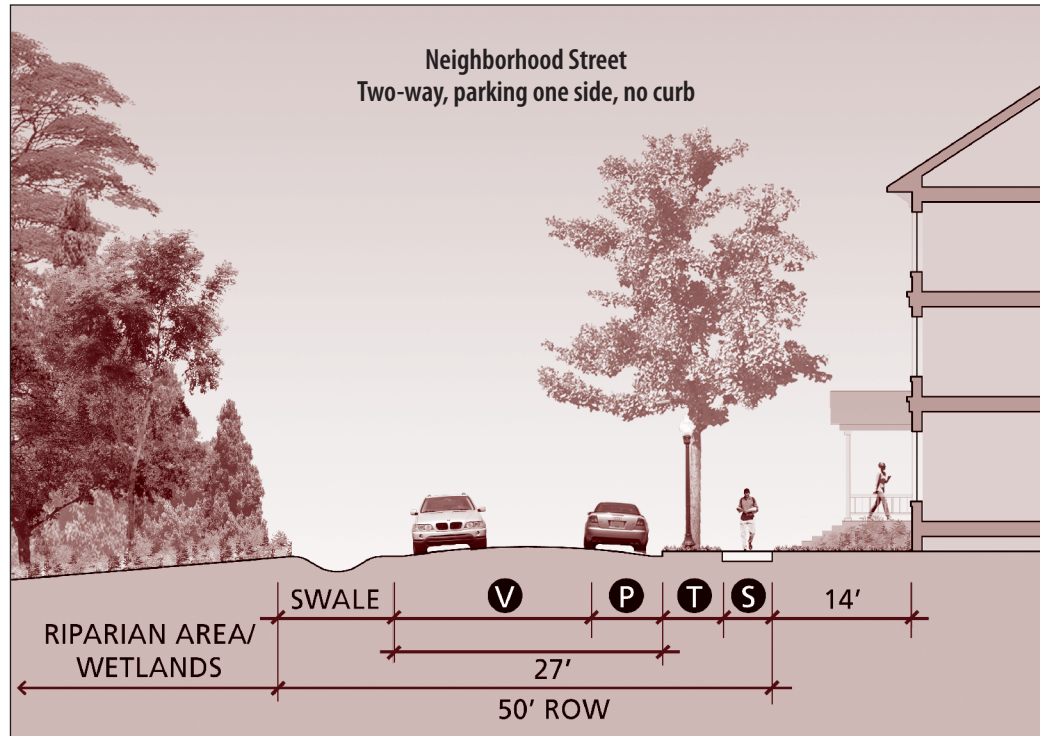 Neighborhood Street
Two-way, parking one side, no curb
SWALE
V
P
T
S
14’
RIPARIAN AREA/
WETLANDS
27’
50’ ROW